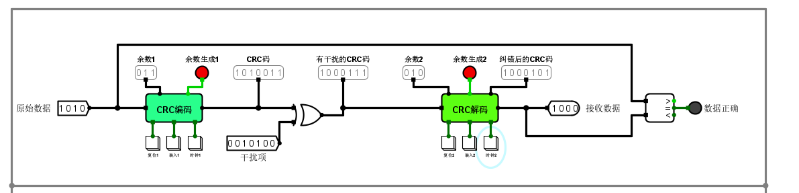 余数1 余数生成1 CRC码 有干扰的CRC码 余数2 余数生成2 纠错后的CRC码
011 1010011 1000111 010 1000101
原始数据 1010 CRC编码 CRC解码 1000 接收数据 > = < 数据正确
0010100
干扰项
复位1 输入1 时钟1 复位2 输入2 时钟2